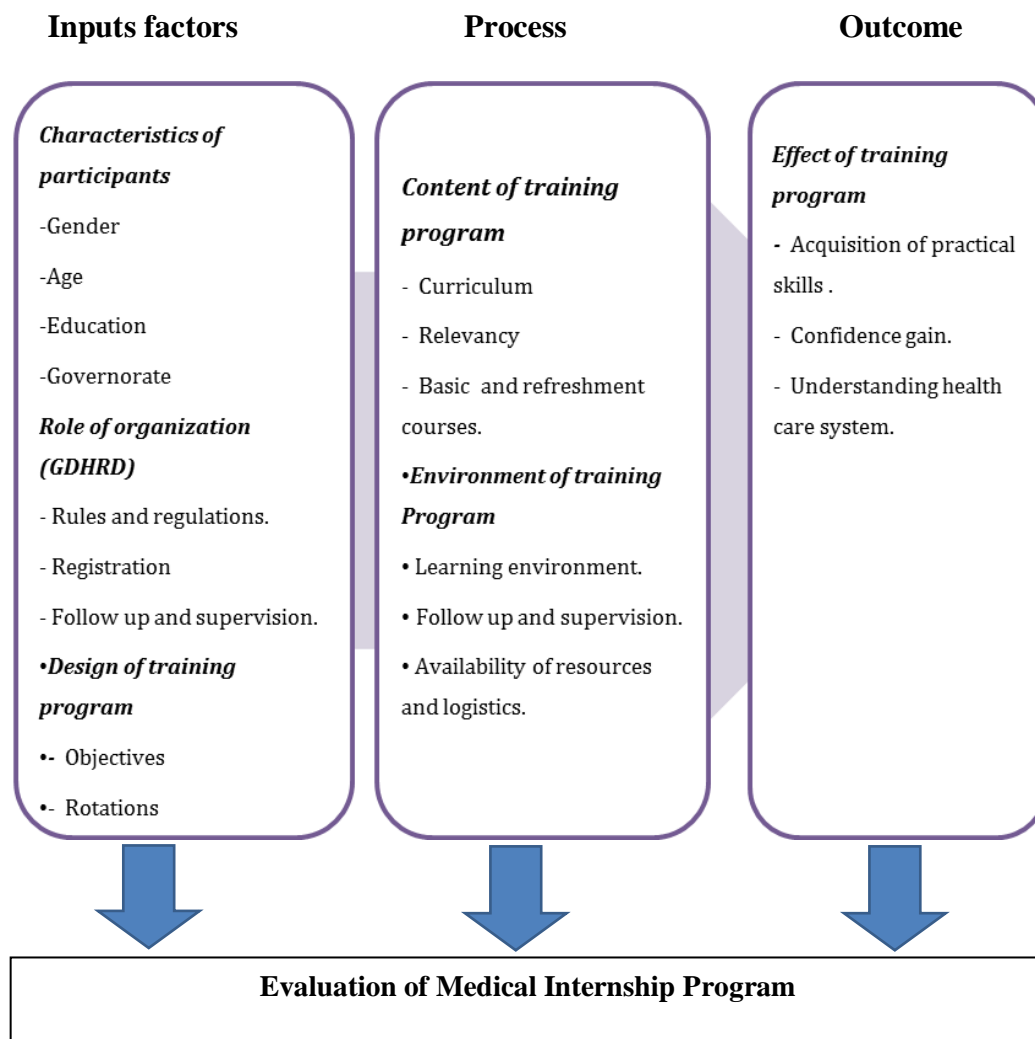 Inputs factors
Process
Outcome
Characteristics of
participants
-Gender
-Age
-Education
-Governorate
Role of organization
(GDHRD)
- Rules and regulations.
- Registration
- Follow up and supervision.
•Design of training
program
•- Objectives
•- Rotations
Content of training
program
- Curriculum
- Relevancy
- Basic and refreshment
courses.
•Environment of training
Program
• Learning environment.
• Follow up and supervision.
• Availability of resources
and logistics.
Effect of training
program
- Acquisition of practical
skills .
- Confidence gain.
- Understanding health
care system.
Evaluation of Medical Internship Program